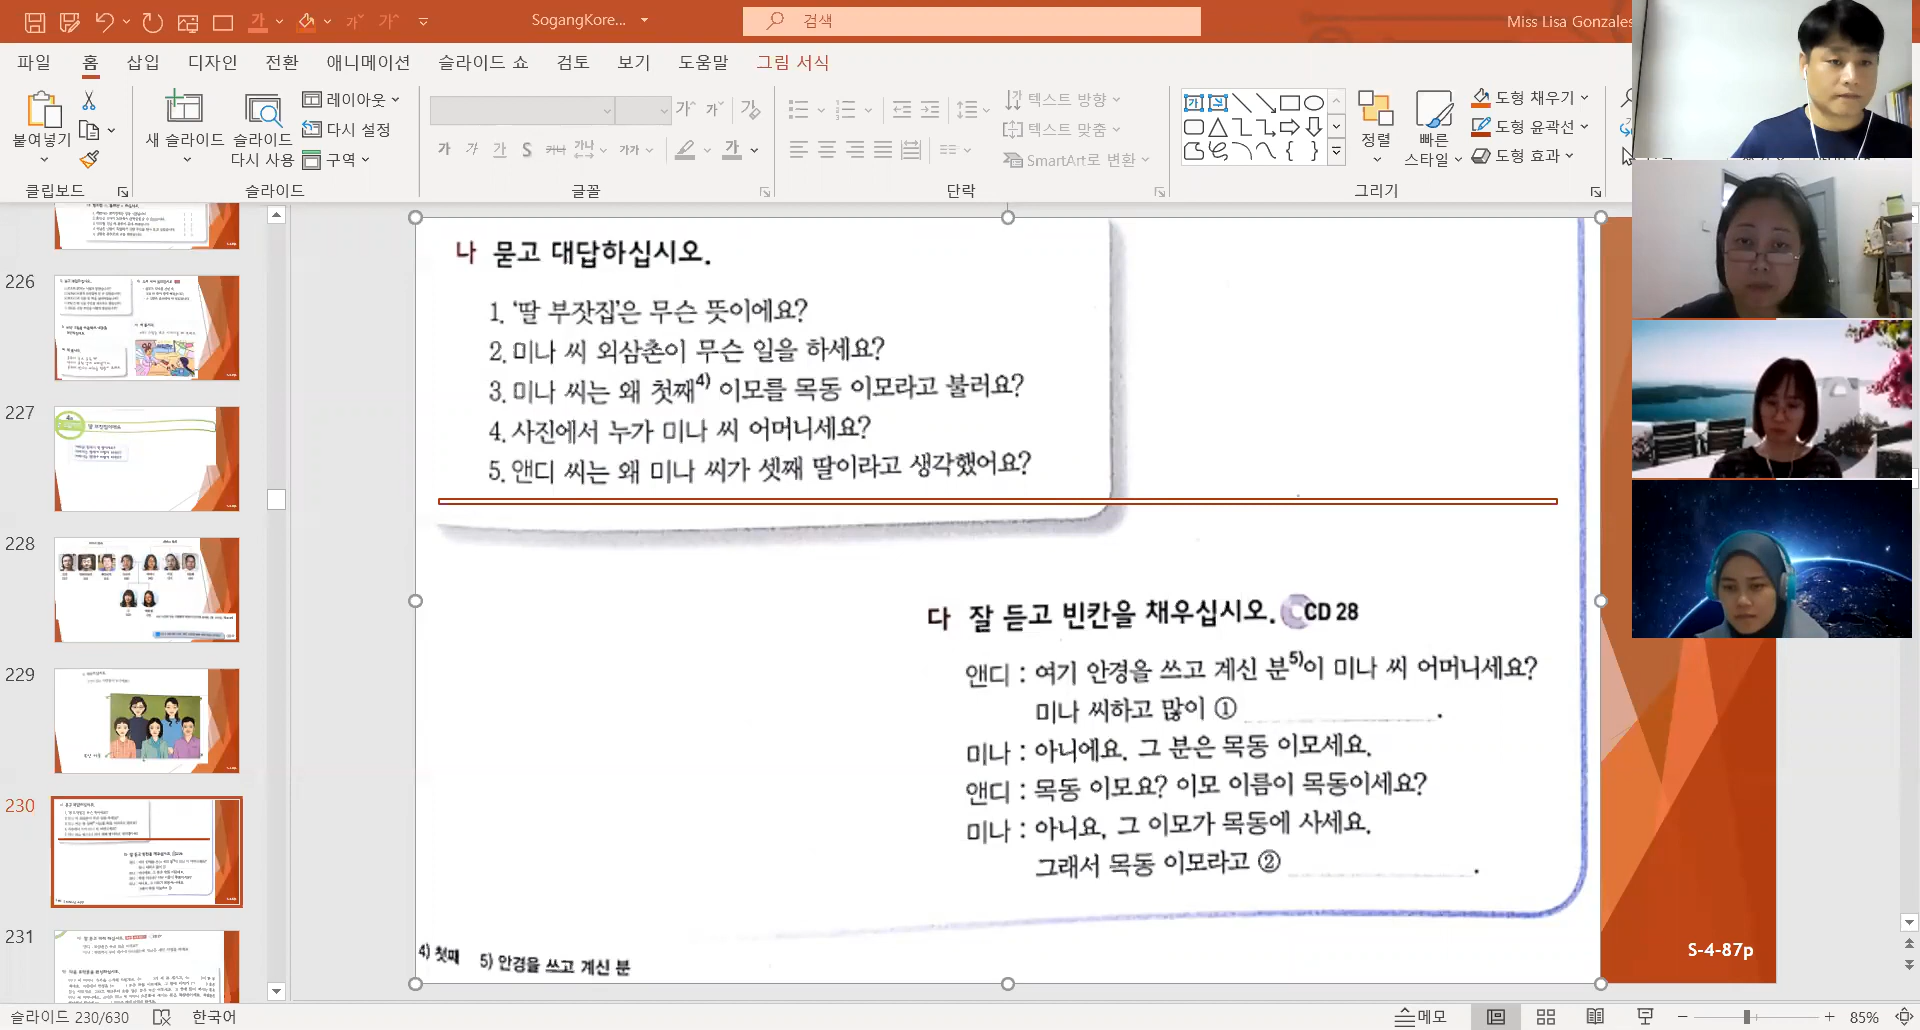 SogangKore...
검색
Miss Lisa Gonzales
파일 홈 삽입 디자인 전환 애니메이션 슬라이드 쇼 검토 보기 도움말 그림 서식
붙여넣기
클립보드
새 슬라이드
슬라이드 다시 사용
레이아웃
다시 설정
구역
슬라이드
가 가 가 S 가나 가나 가가 가
글꼴
텍스트 방향
텍스트 맞춤
SmartArt로 변환
단락
정렬
빠른 스타일
도형 채우기
도형 윤곽선
도형 효과
그리기
226
227
228
229
230
231
나 묻고 대답하십시오.
1. '딸 부잣집'은 무슨 뜻이에요?
2. 미나 씨 외삼촌이 무슨 일을 하세요?
3. 미나 씨는 왜 첫째4) 이모를 목동 이모라고 불러요?
4. 사진에서 누가 미나 씨 어머니세요?
5. 앤디 씨는 왜 미나 씨가 셋째 딸이라고 생각했어요?
다 잘 듣고 빈칸을 채우십시오. CD 28
앤디 : 여기 안경을 쓰고 계신 분5)이 미나 씨 어머니세요?
미나 씨하고 많이 ① .
미나 : 아니에요. 그 분은 목동 이모세요.
앤디 : 목동 이모요? 이모 이름이 목동이세요?
미나 : 아니요, 그 이모가 목동에 사세요.
그래서 목동 이모라고 ② .
4) 첫째 5) 안경을 쓰고 계신 분
S-4-87p
슬라이드 230/630 한국어
메모
85%